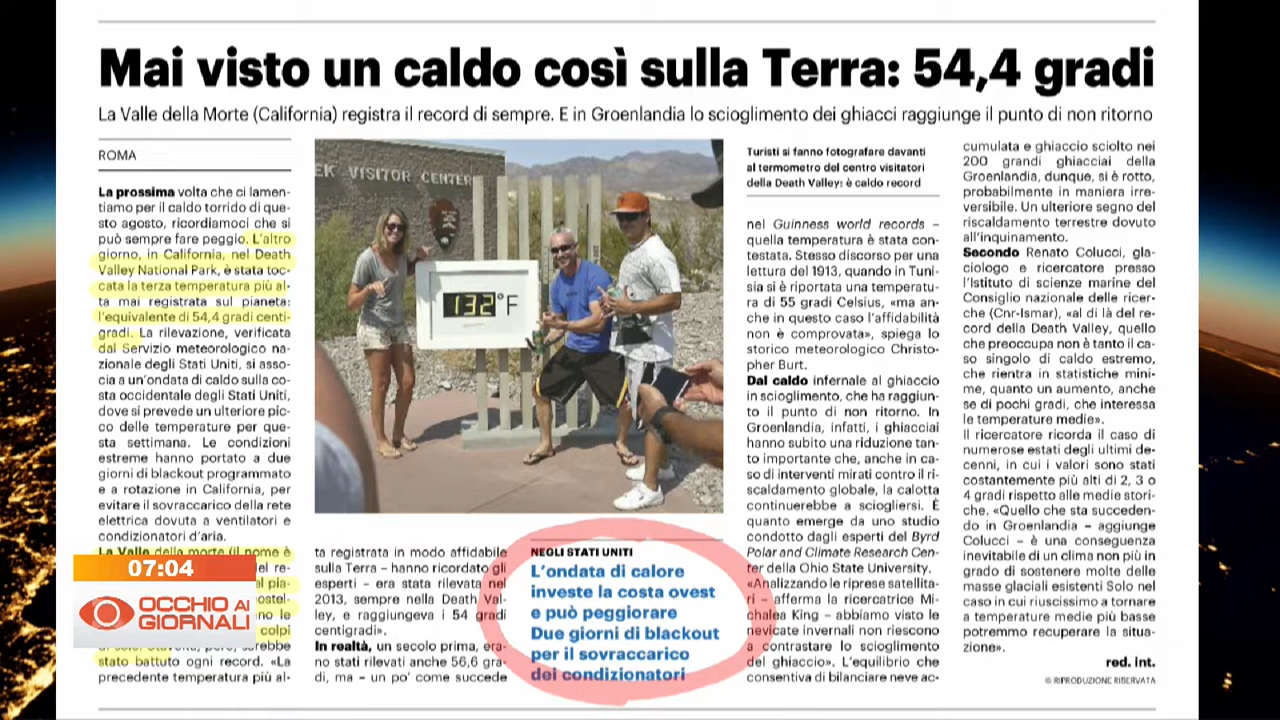 Mai visto un caldo così sulla Terra: 54,4 gradi
La Valle della Morte (California) registra il record di sempre. E in Groenlandia lo scioglimento dei ghiacci raggiunge il punto di non ritorno
ROMA
La prossima volta che ci lamen-
tiamo per il caldo torrido di que-
sto agosto, ricordiamoci che si
può sempre fare peggio. L'altro
giorno, in California, nel Death
Valley National Park, è stata toc-
cata la terza temperatura più al-
ta mai registrata sul pianeta:
l'equivalente di 54,4 gradi centi-
gradi. La rilevazione, verificata
dal Servizio meteorologico na-
zionale degli Stati Uniti, si asso-
cia a un'ondata di caldo sulla co-
sta occidentale degli Stati Uniti,
dove si prevede un ulteriore pic-
co delle temperature per que-
sta settimana. Le condizioni
estreme hanno portato a due
giorni di blackout programmato
e a rotazione in California, per
evitare il sovraccarico della rete
elettrica dovuta a ventilatori e
condizionatori d'aria.
La Valle della morte (il nome è
el re-
el pia-
ostel-
no le
colpi
di sole. Stavolta, però, sarebbe
stato battuto ogni record. «La
precedente temperatura più al-
07:04
OCCHIO AI
GIORNALI
EK VISITOR CENTER
132°F
ta registrata in modo affidabile
sulla Terra – hanno ricordato gli
esperti – era stata rilevata nel
2013, sempre nella Death Val-
ley, e raggiungeva i 54 gradi
centigradi».
In realtà, un secolo prima, era-
no stati rilevati anche 56,6 gra-
di, ma – un po' come succede
NEGLI STATI UNITI
L'ondata di calore
investe la costa ovest
e può peggiorare
Due giorni di blackout
per il sovraccarico
dei condizionatori
Turisti si fanno fotografare davanti
al termometro del centro visitatori
della Death Valley: è caldo record
nel Guinness world records –
quella temperatura è stata con-
testata. Stesso discorso per una
lettura del 1913, quando in Tuni-
sia si è riportata una temperatu-
ra di 55 gradi Celsius, «ma an-
che in questo caso l'affidabilità
non è comprovata», spiega lo
storico meteorologico Christo-
pher Burt.
Dal caldo infernale al ghiaccio
in scioglimento, che ha raggiun-
to il punto di non ritorno. In
Groenlandia, infatti, i ghiacciai
hanno subito una riduzione tan-
to importante che, anche in ca-
so di interventi mirati contro il ri-
scaldamento globale, la calotta
continuerebbe a sciogliersi. È
quanto emerge da uno studio
condotto dagli esperti del Byrd
Polar and Climate Research Cen-
ter della Ohio State University.
«Analizzando le riprese satellita-
ri – afferma la ricercatrice Mi-
chalea King – abbiamo visto le
nevicate invernali non riescono
a contrastare lo scioglimento
del ghiaccio». L'equilibrio che
consentiva di bilanciare neve ac-
cumulata e ghiaccio sciolto nei
200 grandi ghiacciai della
Groenlandia, dunque, si è rotto,
probabilmente in maniera irre-
versibile. Un ulteriore segno del
riscaldamento terrestre dovuto
all'inquinamento.
Secondo Renato Colucci, gla-
ciologo e ricercatore presso
l'Istituto di scienze marine del
Consiglio nazionale delle ricer-
che (Cnr-Ismar), «al di là del re-
cord della Death Valley, quello
che preoccupa non è tanto il ca-
so singolo di caldo estremo,
che rientra in statistiche mini-
me, quanto un aumento, anche
se di pochi gradi, che interessa
le temperature medie».
Il ricercatore ricorda il caso di
numerose estati degli ultimi de-
cenni, in cui i valori sono stati
costantemente più alti di 2, 3 o
4 gradi rispetto alle medie stori-
che. «Quello che sta succeden-
do in Groenlandia – aggiunge
Colucci – è una conseguenza
inevitabile di un clima non più in
grado di sostenere molte delle
masse glaciali esistenti Solo nel
caso in cui riuscissimo a tornare
a temperature medie più basse
potremmo recuperare la situa-
zione».
red. int.
© RIPRODUZIONE RISERVATA